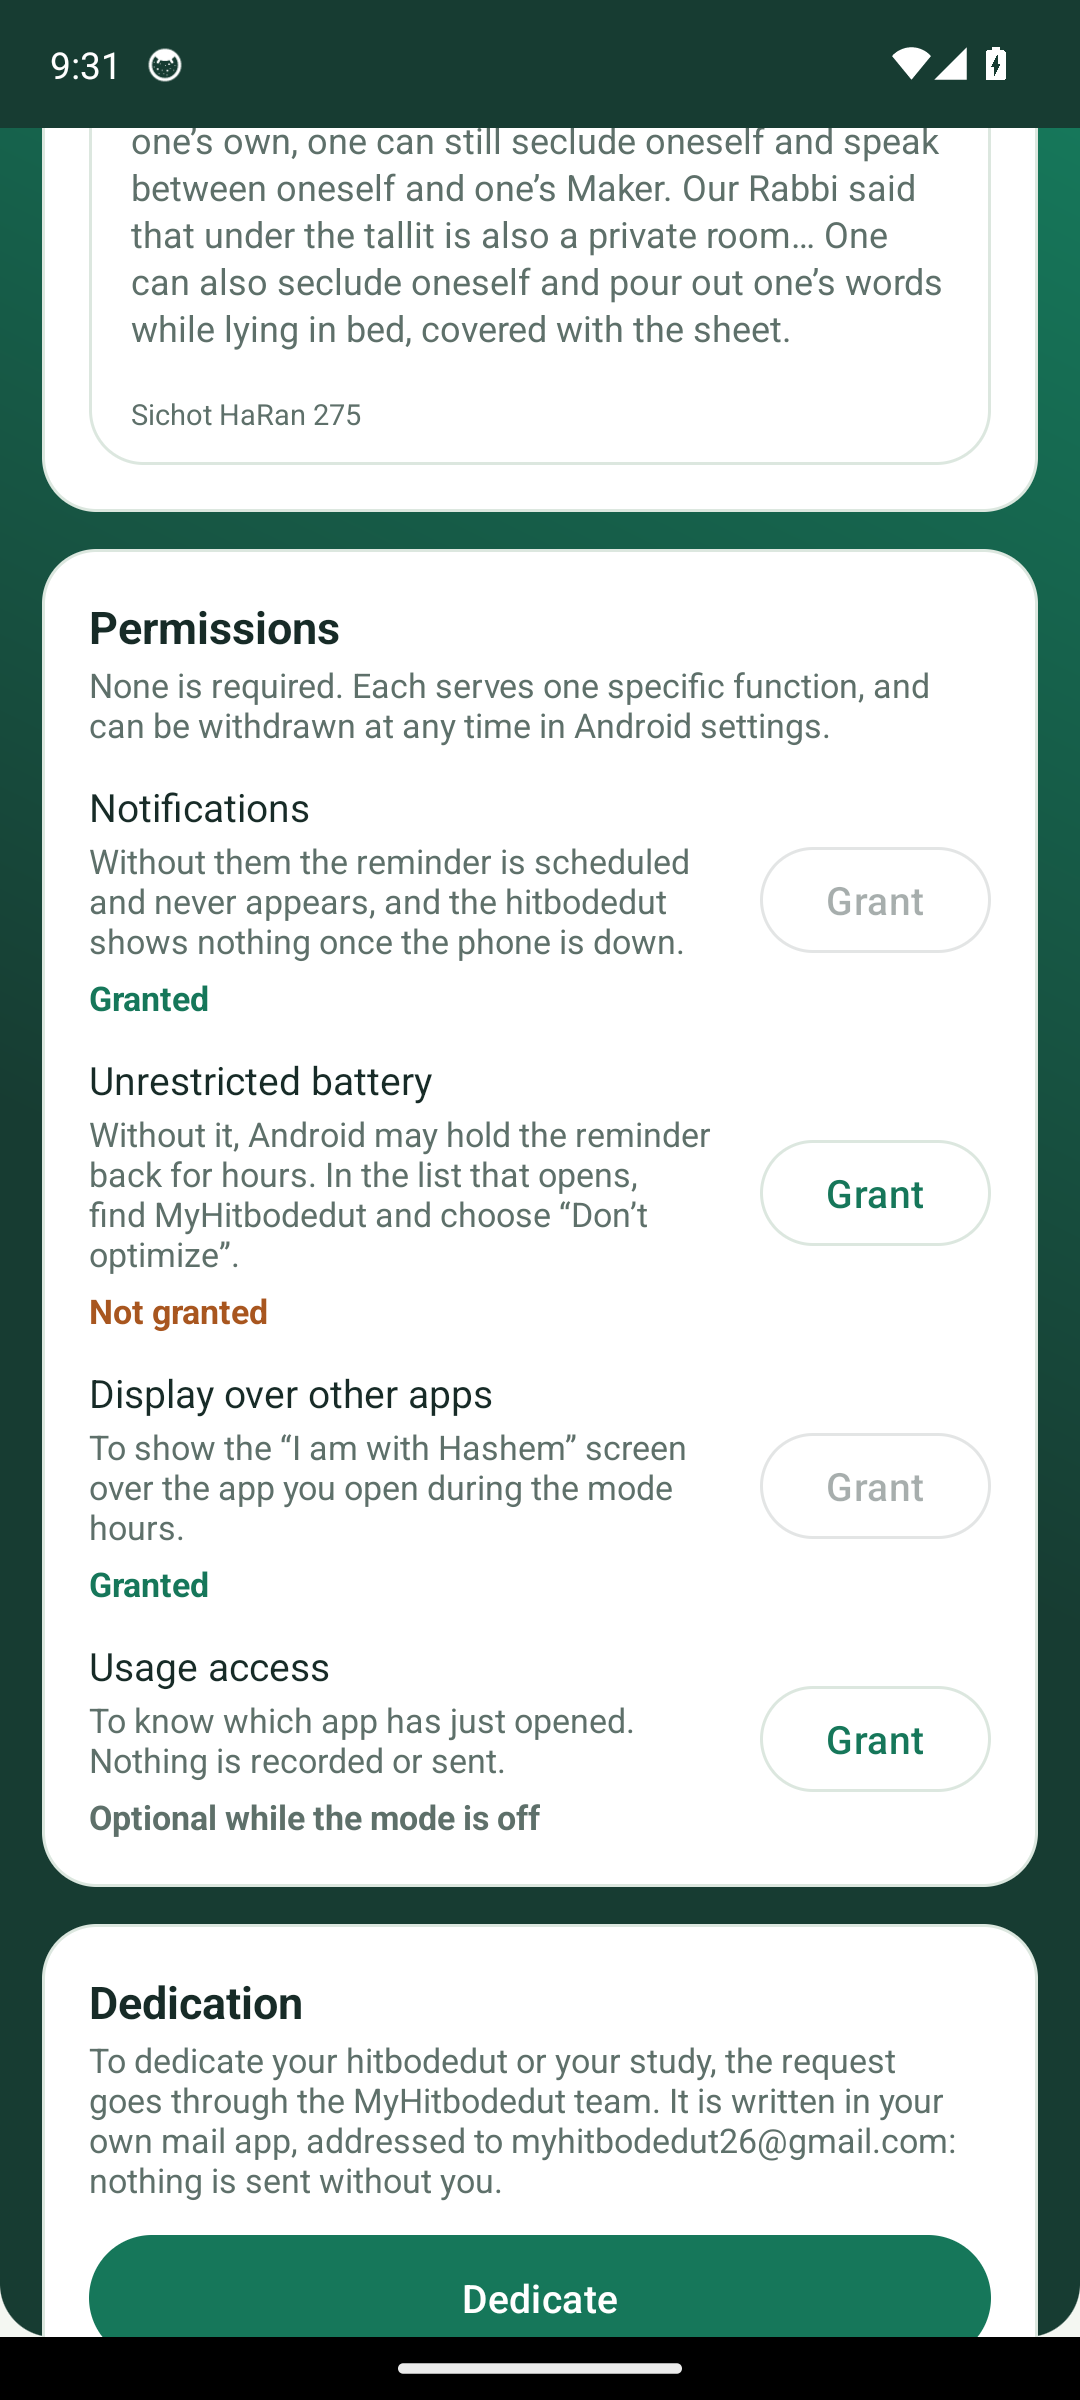 9:31
one’s own, one can still seclude oneself and speak
between oneself and one’s Maker. Our Rabbi said
that under the tallit is also a private room… One
can also seclude oneself and pour out one’s words
while lying in bed, covered with the sheet.
Sichot HaRan 275
Permissions
None is required. Each serves one specific function, and
can be withdrawn at any time in Android settings.
Notifications
Without them the reminder is scheduled
and never appears, and the hitbodedut
shows nothing once the phone is down.
Grant
Granted
Unrestricted battery
Without it, Android may hold the reminder
back for hours. In the list that opens,
find MyHitbodedut and choose “Don’t
optimize”.
Grant
Not granted
Display over other apps
To show the “I am with Hashem” screen
over the app you open during the mode
hours.
Grant
Granted
Usage access
To know which app has just opened.
Nothing is recorded or sent.
Grant
Optional while the mode is off
Dedication
To dedicate your hitbodedut or your study, the request
goes through the MyHitbodedut team. It is written in your
own mail app, addressed to myhitbodedut26@gmail.com:
nothing is sent without you.
Dedicate